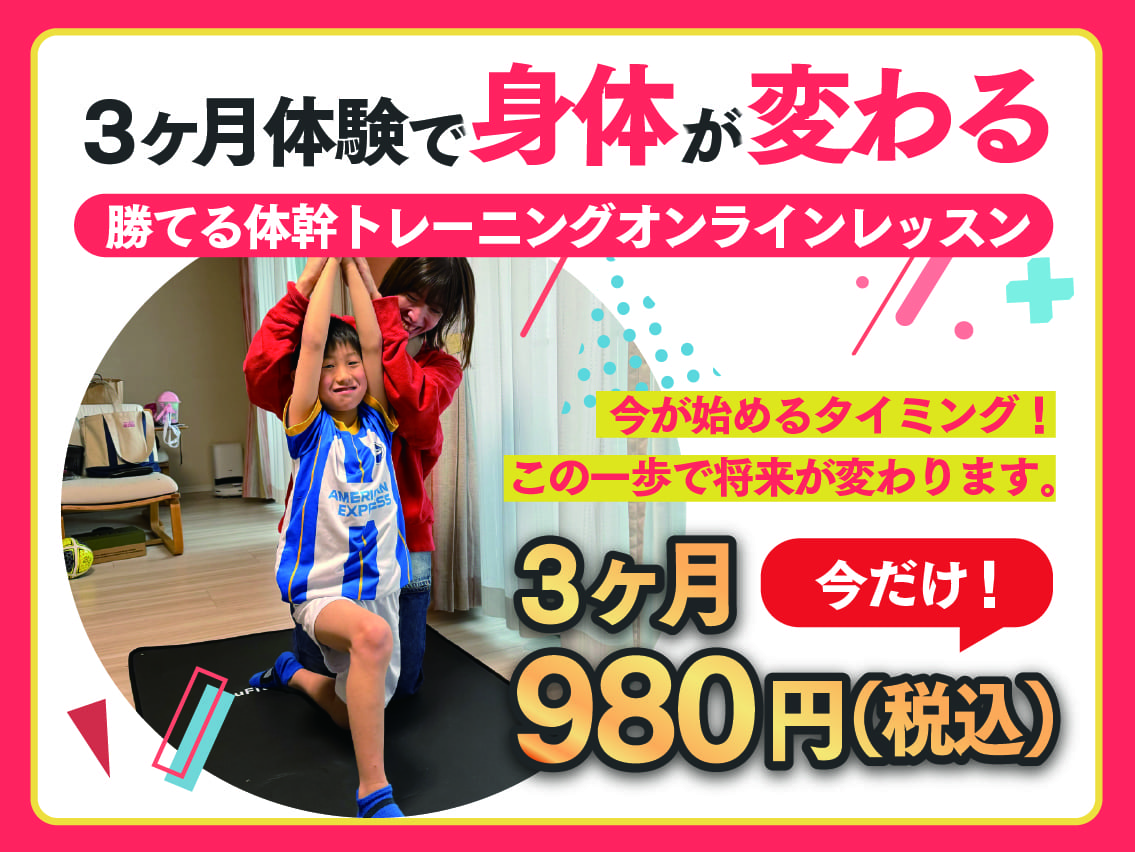 3ヶ月体験で身体が変わる
勝てる体幹トレーニングオンラインレッスン
今が始めるタイミング！
この一歩で将来が変わります。
AMERICAN
EXPRESS
3ヶ月
今だけ！
980円(税込)